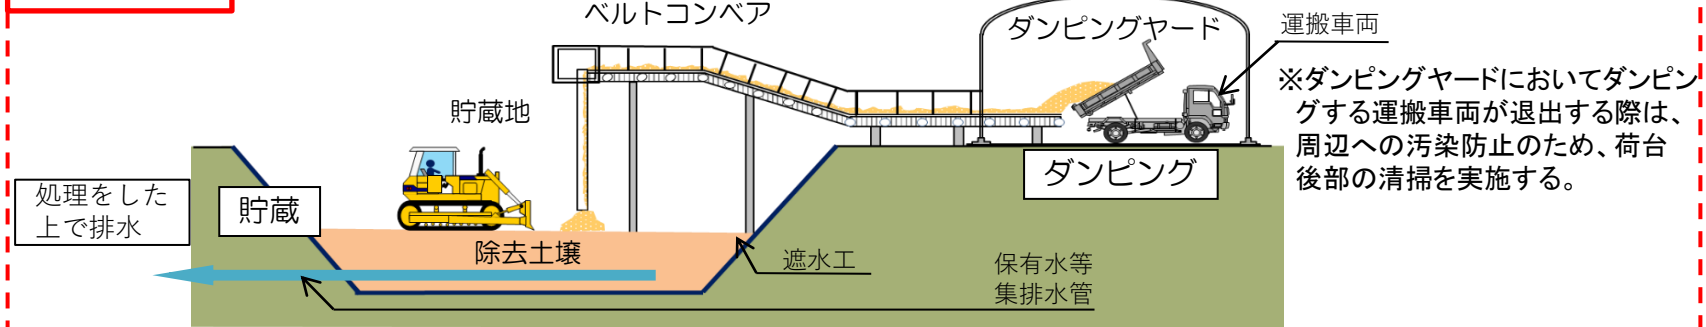 ベルトコンベア
ダンピングヤード
運搬車両
※ダンピングヤードにおいてダンピン
グする運搬車両が退出する際は、
周辺への汚染防止のため、荷台
後部の清掃を実施する。
貯蔵地
ダンピング
処理をした
上で排水
貯蔵
除去土壌
遮水工
保有水等
集排水管